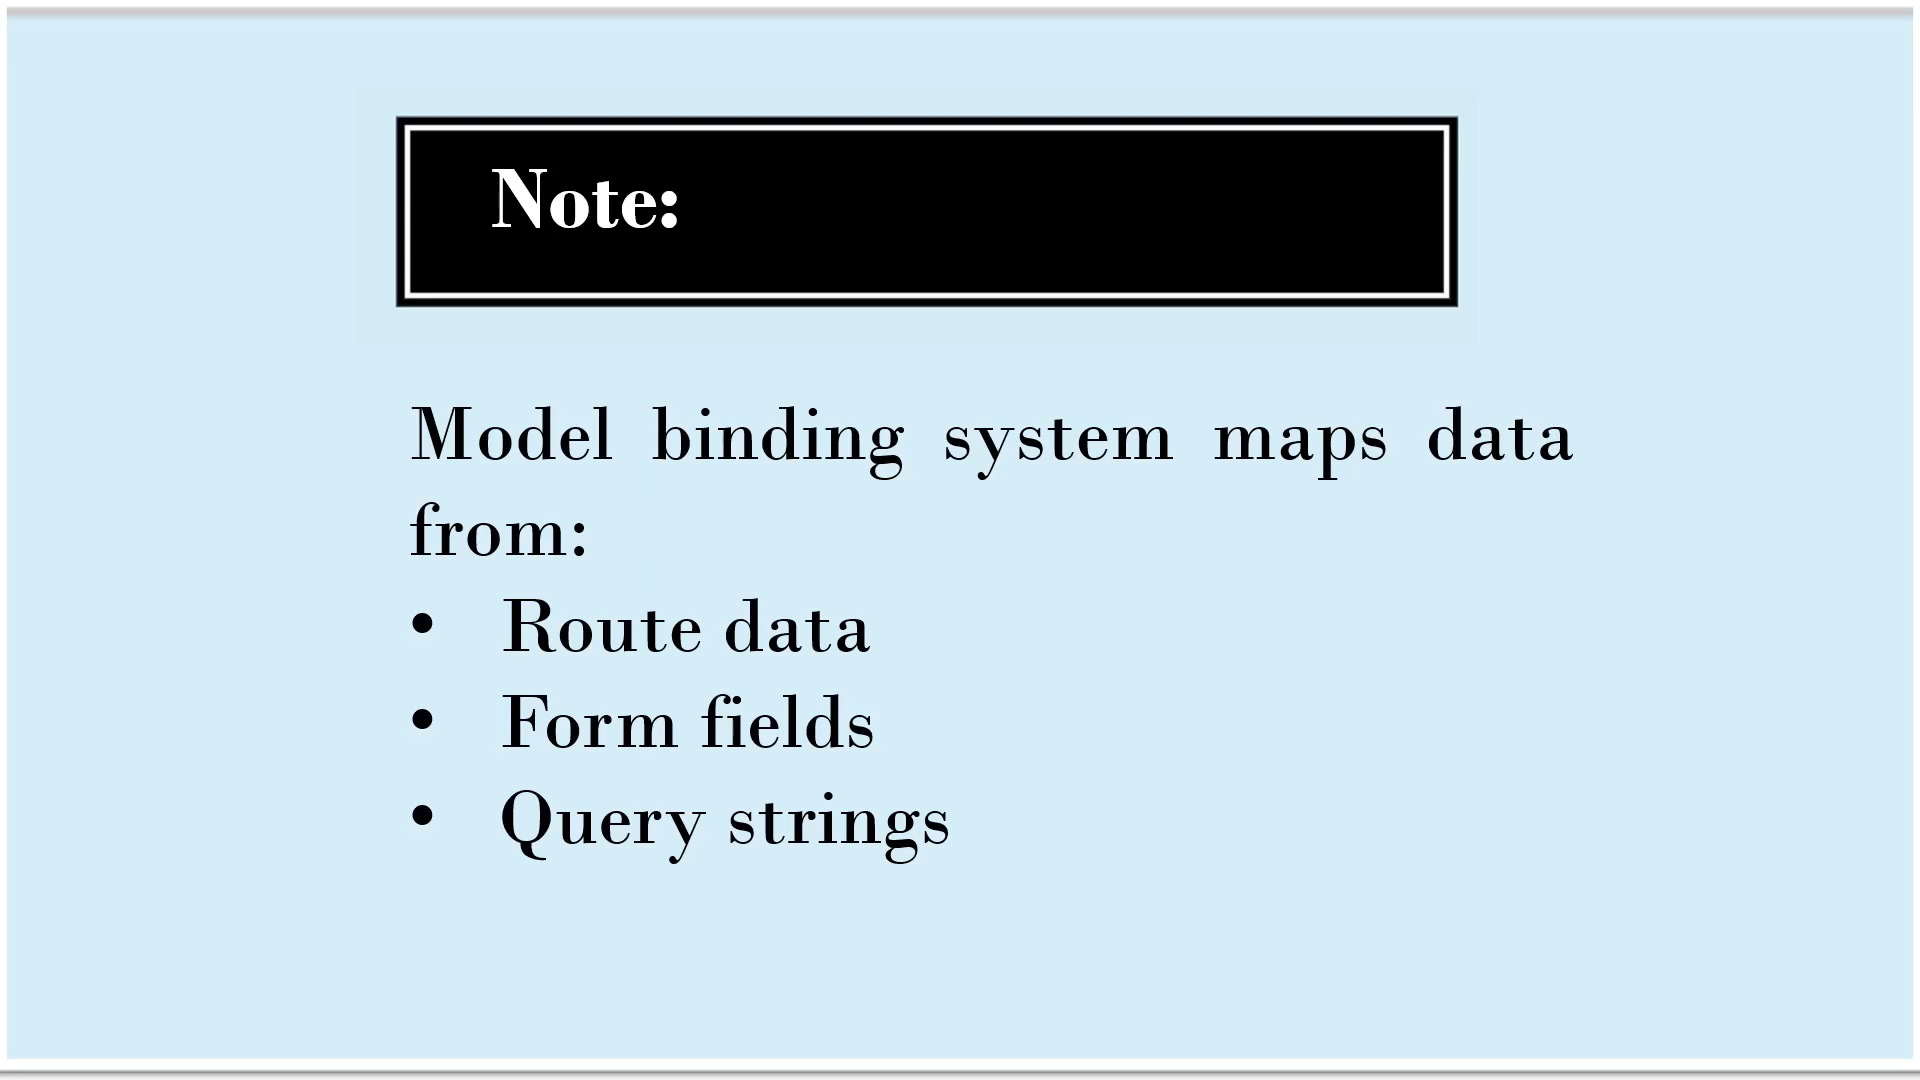 Note:
Model binding system maps data
from:
• Route data
• Form fields
• Query strings